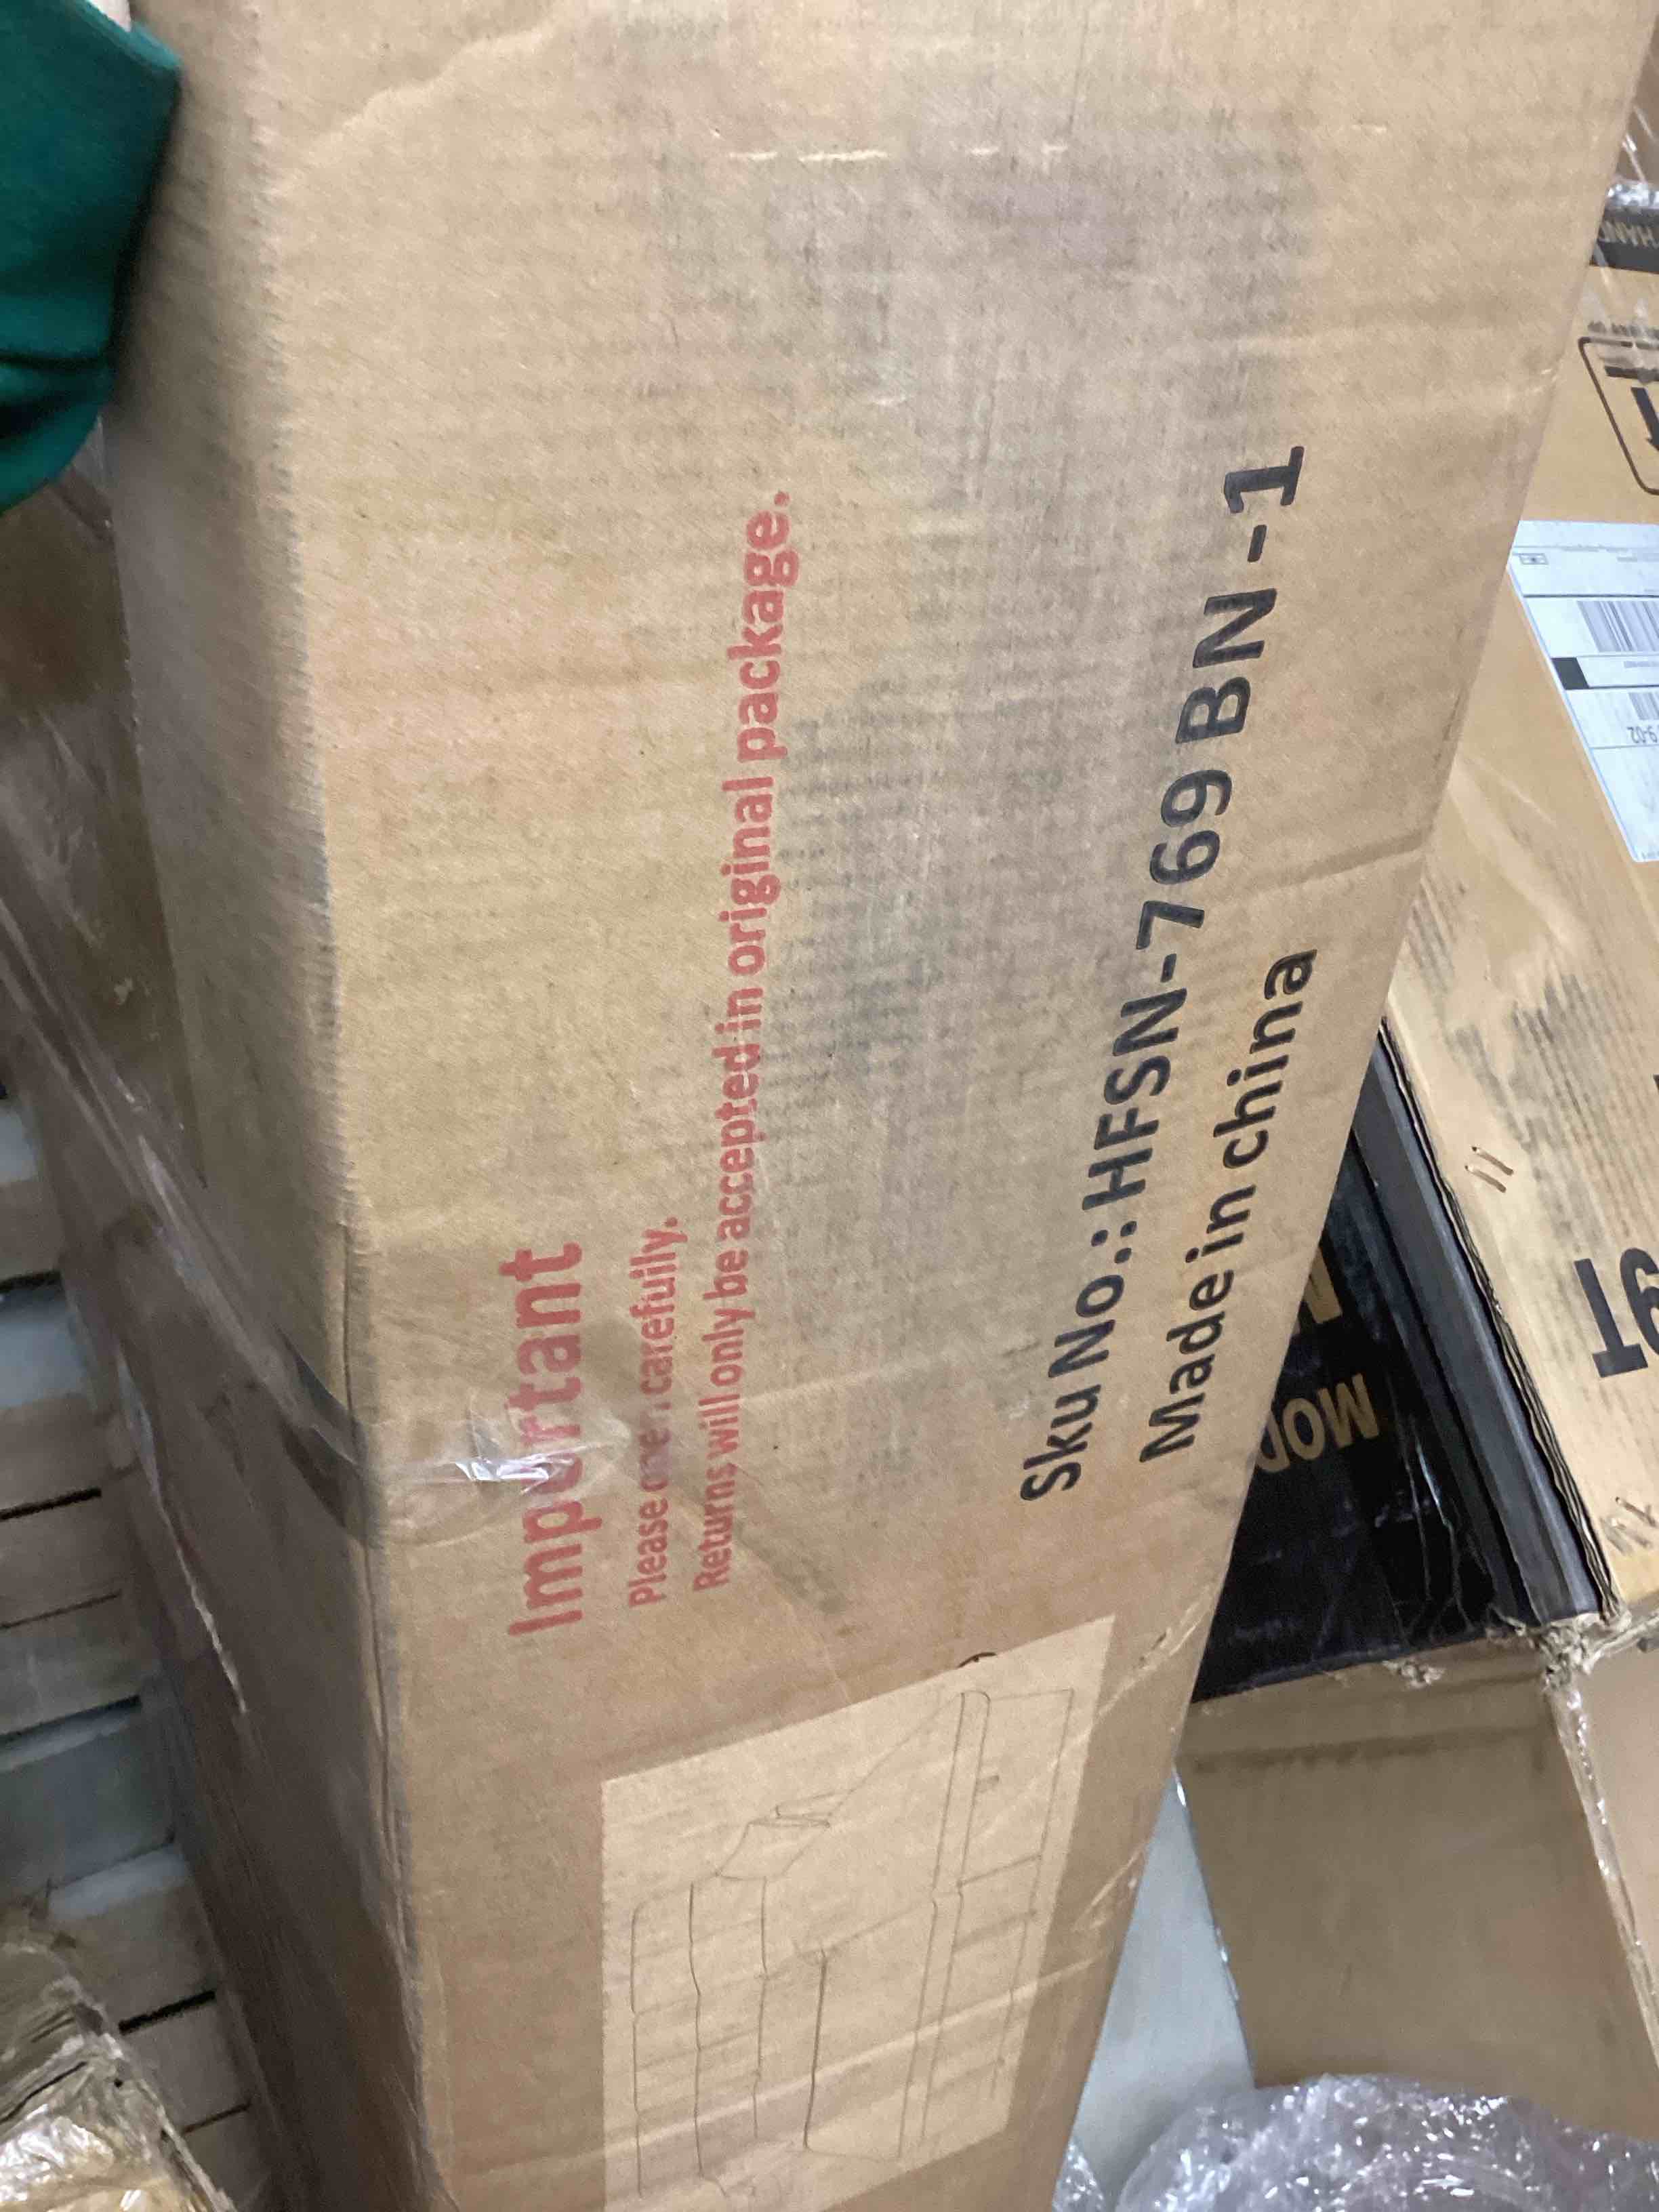 Important
Please open carefully.
Returns will only be accepted in original package.
Sku No.: : HFSN-769 BN -1
Made in china